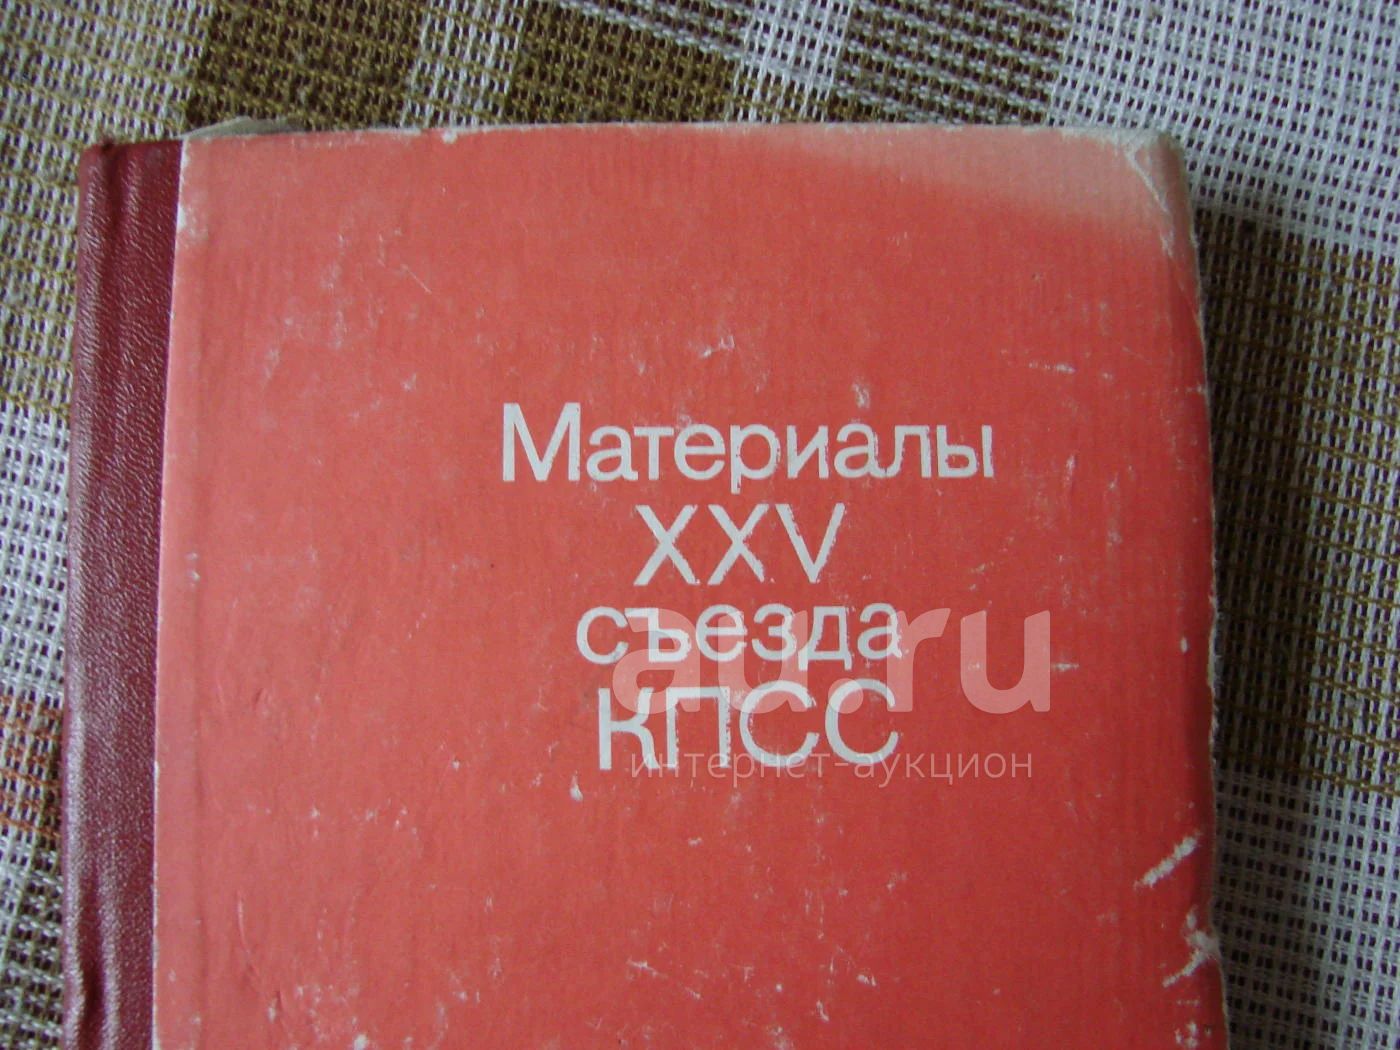 Материалы
XXV
съезда
КПСС
au.ru
интернет-аукцион